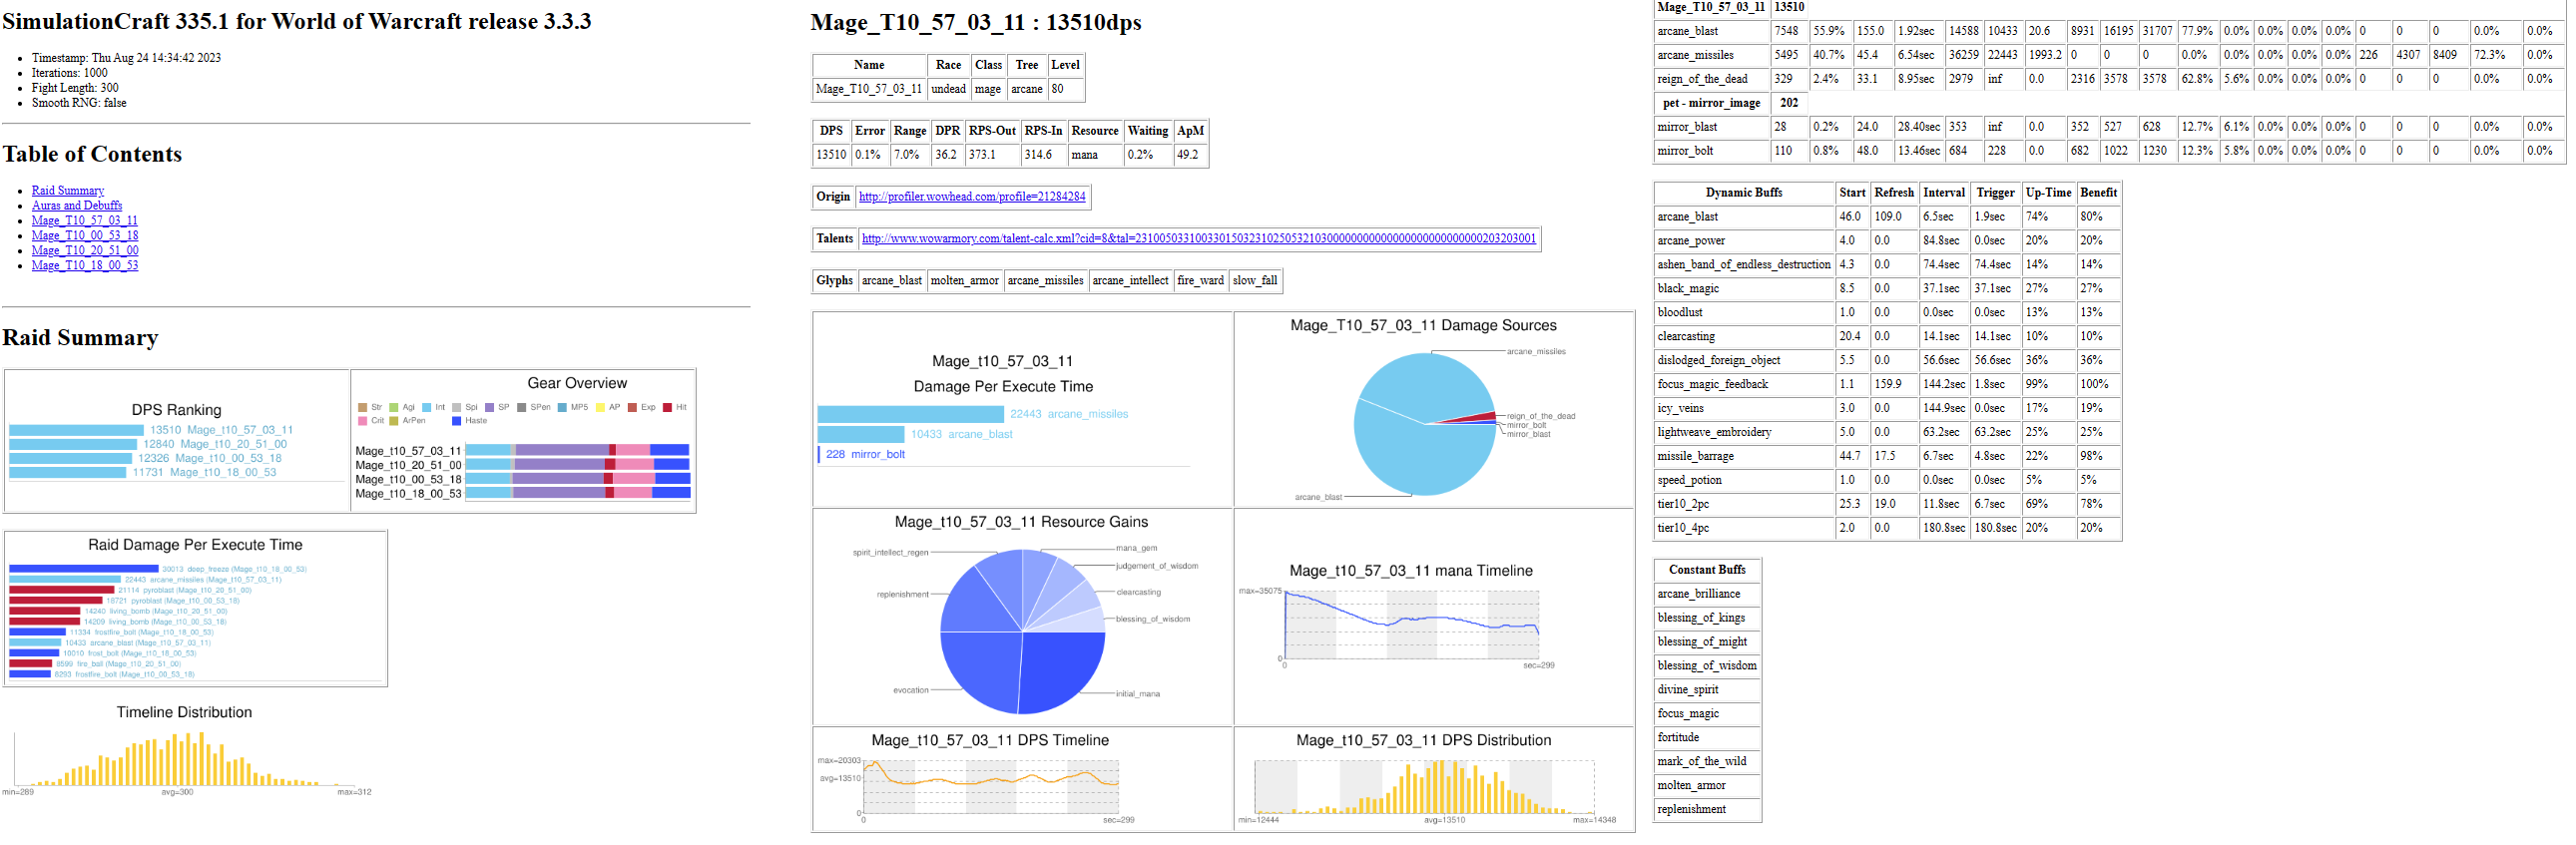 SimulationCraft 335.1 for World of Warcraft release 3.3.3
Timestamp: Thu Aug 24 14:34:42 2023
Iterations: 1000
Fight Length: 300
Smooth RNG: false
Table of Contents
Raid Summary
Auras and Debuffs
Mage_T10_57_03_11
Mage_T10_00_53_18
Mage_T10_20_51_00
Mage_T10_18_00_53
Raid Summary
DPS Ranking
13510 Mage_t10_57_03_11
12840 Mage_t10_20_51_00
12326 Mage_t10_00_53_18
11731 Mage_t10_18_00_53
Gear Overview
Str Agi Int Spi SP SPen MP5 AP Exp Hit
Crit ArPen Haste
Mage_t10_57_03_11
Mage_t10_20_51_00
Mage_t10_00_53_18
Mage_t10_18_00_53
Raid Damage Per Execute Time
30013 deep_freeze (Mage_t10_18_00_53)
22443 arcane_missiles (Mage_t10_57_03_11)
21114 pyroblast (Mage_t10_20_51_00)
18721 pyroblast (Mage_t10_00_53_18)
14240 living_bomb (Mage_t10_20_51_00)
14209 living_bomb (Mage_t10_00_53_18)
11334 frostfire_bolt (Mage_t10_18_00_53)
10433 arcane_blast (Mage_t10_57_03_11)
10010 frost_bolt (Mage_t10_18_00_53)
8599 fire_ball (Mage_t10_20_51_00)
8293 frostfire_bolt (Mage_t10_00_53_18)
Timeline Distribution
min=289 avg=300 max=312
Mage_T10_57_03_11 : 13510dps
Name Race Class Tree Level
Mage_T10_57_03_11 undead mage arcane 80
DPS Error Range DPR RPS-Out RPS-In Resource Waiting ApM
13510 0.1% 7.0% 36.2 373.1 314.6 mana 0.2% 49.2
Origin http://profiler.wowhead.com/profile=21284284
Glyphs arcane_blast molten_armor arcane_missiles arcane_intellect fire_ward slow_fall
Mage_t10_57_03_11
Damage Per Execute Time
22443 arcane_missiles
10433 arcane_blast
228 mirror_bolt
Mage_T10_57_03_11 Damage Sources
arcane_missiles
reign_of_the_dead
mirror_bolt
mirror_blast
arcane_blast
Mage_t10_57_03_11 Resource Gains
spirit_intellect_regen
mana_gem
judgement_of_wisdom
replenishment
clearcasting
blessing_of_wisdom
evocation
initial_mana
Mage_t10_57_03_11 mana Timeline
max=35075
0
0 sec=299
Mage_t10_57_03_11 DPS Timeline
max=20303
avg=13510
0
0 sec=299
Mage_t10_57_03_11 DPS Distribution
min=12444 avg=13510 max=14348
Mage_T10_57_03_11 13510
arcane_blast 7548 55.9% 155.0 1.92sec 14588 10433 20.6 8931 16195 31707 77.9% 0.0% 0.0% 0.0% 0.0% 0 0 0 0.0% 0.0%
arcane_missiles 5495 40.7% 45.4 6.54sec 36259 22443 1993.2 0 0 0 0.0% 0.0% 0.0% 0.0% 0.0% 226 4307 8409 72.3% 0.0%
reign_of_the_dead 329 2.4% 33.1 8.95sec 2979 inf 0.0 2316 3578 3578 62.8% 5.6% 0.0% 0.0% 0.0% 0 0 0 0.0% 0.0%
pet - mirror_image 202
mirror_blast 28 0.2% 24.0 28.40sec 353 inf 0.0 352 527 628 12.7% 6.1% 0.0% 0.0% 0.0% 0 0 0 0.0% 0.0%
mirror_bolt 110 0.8% 48.0 13.46sec 684 228 0.0 682 1022 1230 12.3% 5.8% 0.0% 0.0% 0.0% 0 0 0 0.0% 0.0%
Dynamic Buffs Start Refresh Interval Trigger Up-Time Benefit
arcane_blast 46.0 109.0 6.5sec 1.9sec 74% 80%
arcane_power 4.0 0.0 84.8sec 0.0sec 20% 20%
ashen_band_of_endless_destruction 4.3 0.0 74.4sec 74.4sec 14% 14%
black_magic 8.5 0.0 37.1sec 37.1sec 27% 27%
bloodlust 1.0 0.0 0.0sec 0.0sec 13% 13%
clearcasting 20.4 0.0 14.1sec 14.1sec 10% 10%
dislodged_foreign_object 5.5 0.0 56.6sec 56.6sec 36% 36%
focus_magic_feedback 1.1 159.9 144.2sec 1.8sec 99% 100%
icy_veins 3.0 0.0 144.9sec 0.0sec 17% 19%
lightweave_embroidery 5.0 0.0 63.2sec 63.2sec 25% 25%
missile_barrage 44.7 17.5 6.7sec 4.8sec 22% 98%
speed_potion 1.0 0.0 0.0sec 0.0sec 5% 5%
tier10_2pc 25.3 19.0 11.8sec 6.7sec 69% 78%
tier10_4pc 2.0 0.0 180.8sec 180.8sec 20% 20%
Constant Buffs
arcane_brilliance
blessing_of_kings
blessing_of_might
blessing_of_wisdom
divine_spirit
focus_magic
fortitude
mark_of_the_wild
molten_armor
replenishment